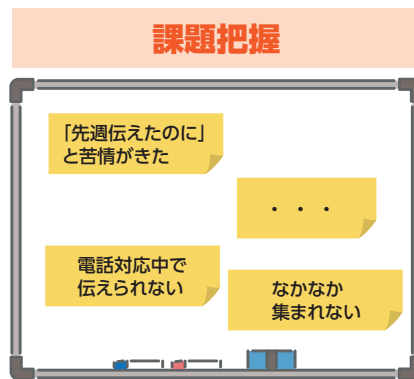 課題把握
「先週伝えたのに」
と苦情がきた
・・・
電話対応中で
伝えられない
なかなか
集まれない